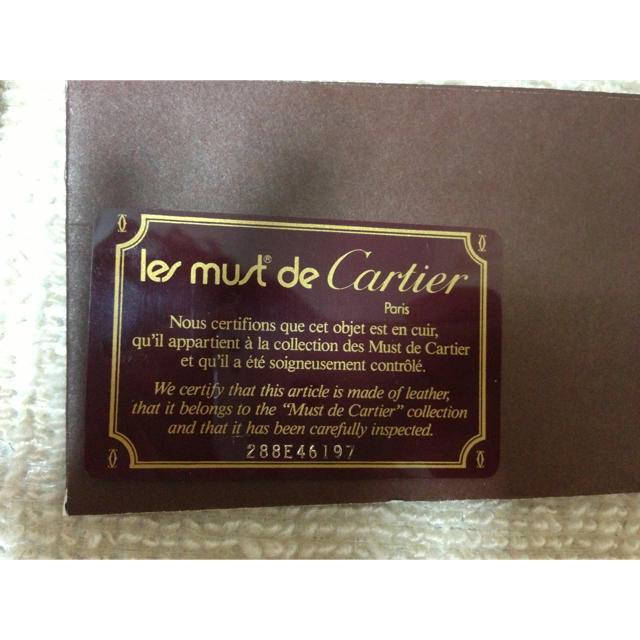 les must® de Cartier
Paris
Nous certifions que cet objet est en cuir,
qu'il appartient à la collection des Must de Cartier
et qu'il a été soigneusement contrôlé.
We certify that this article is made of leather,
that it belongs to the “Must de Cartier” collection
and that it has been carefully inspected.
288E46197